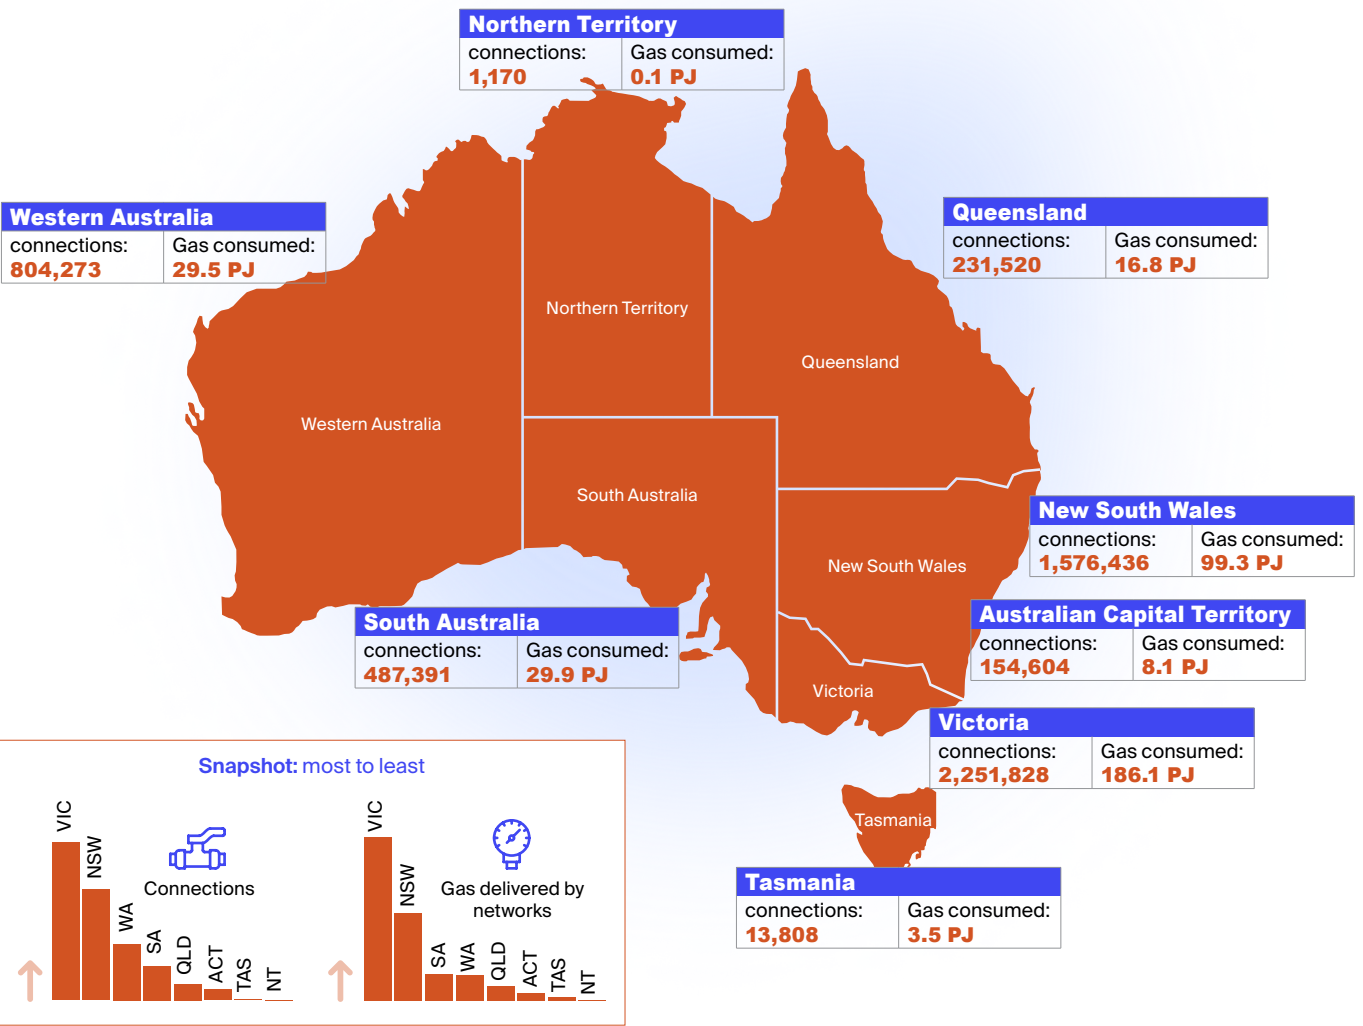 Northern Territory
connections: Gas consumed:
1,170 0.1 PJ
Western Australia
connections: Gas consumed:
804,273 29.5 PJ
Queensland
connections: Gas consumed:
231,520 16.8 PJ
Northern Territory
Queensland
Western Australia
South Australia
New South Wales
Victoria
Tasmania
New South Wales
connections: Gas consumed:
1,576,436 99.3 PJ
Australian Capital Territory
connections: Gas consumed:
154,604 8.1 PJ
South Australia
connections: Gas consumed:
487,391 29.9 PJ
Victoria
connections: Gas consumed:
2,251,828 186.1 PJ
Tasmania
connections: Gas consumed:
13,808 3.5 PJ
Snapshot: most to least
VIC
NSW
WA
SA
QLD
ACT
TAS
NT
Connections
VIC
NSW
SA
WA
QLD
ACT
TAS
NT
Gas delivered by
networks